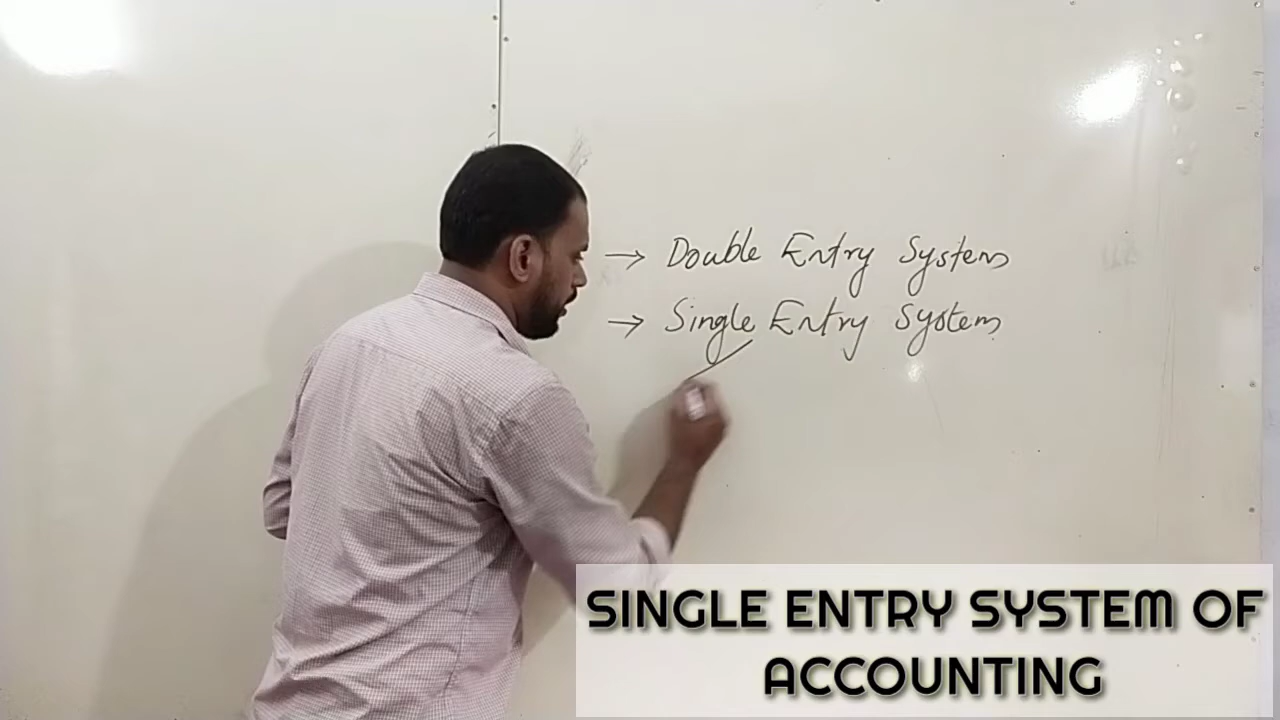 → Double Entry System
→ Single Entry System
SINGLE ENTRY SYSTEM OF
ACCOUNTING